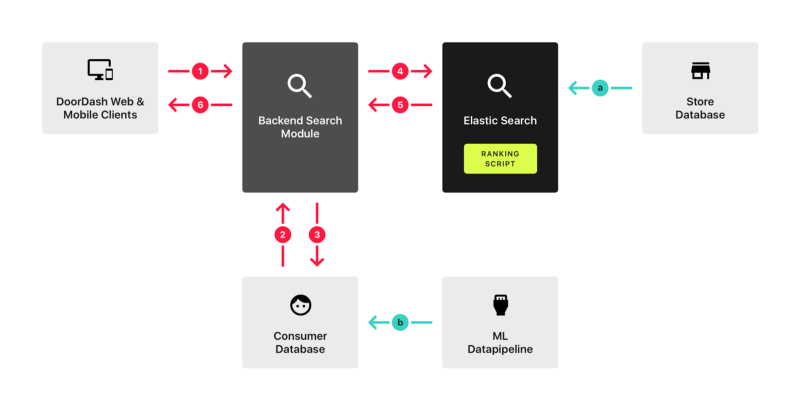 DoorDash Web &
Mobile Clients
1
6
Backend Search
Module
4
5
Elastic Search
RANKING
SCRIPT
a
Store
Database
2
3
Consumer
Database
b
ML
Datapipeline